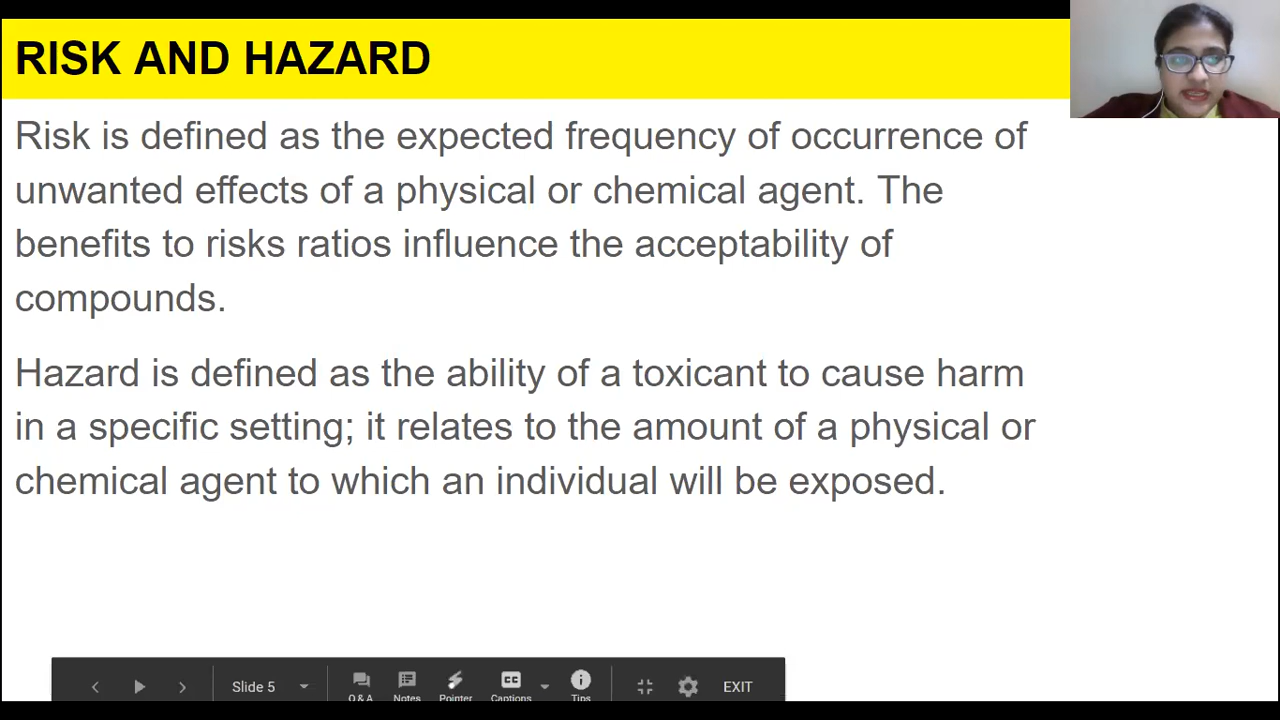 RISK AND HAZARD
Risk is defined as the expected frequency of occurrence of
unwanted effects of a physical or chemical agent. The
benefits to risks ratios influence the acceptability of
compounds.
Hazard is defined as the ability of a toxicant to cause harm
in a specific setting; it relates to the amount of a physical or
chemical agent to which an individual will be exposed.
Slide 5
Q & A Notes Pointer CC Captions Tips EXIT